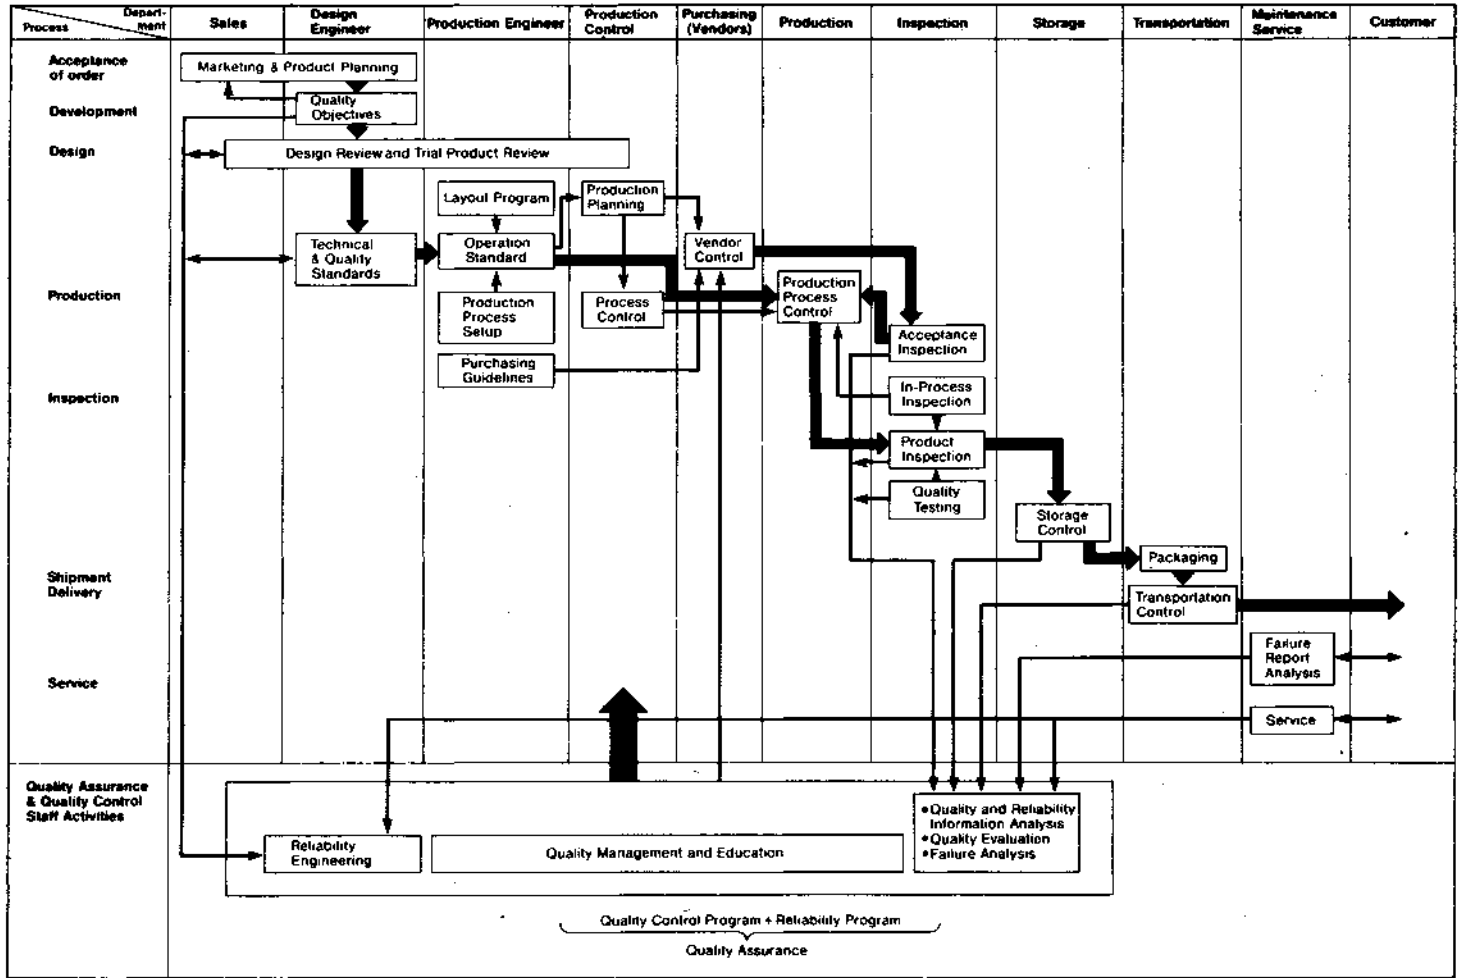 Depart-
ment
Process
Sales
Design
Engineer
Production Engineer
Production
Control
Purchasing
(Vendors)
Production
Inspection
Storage
Transportation
Maintenance
Service
Customer
Acceptance
of order
Marketing & Product Planning
Development
Quality
Objectives
Design
Design Review and Trial Product Review
Layout Program
Production
Planning
Technical
& Quality
Standards
Operation
Standard
Vendor
Control
Production
Production
Process
Setup
Process
Control
Production
Process
Control
Acceptance
Inspection
Purchasing
Guidelines
Inspection
In-Process
Inspection
Product
Inspection
Quality
Testing
Storage
Control
Packaging
Shipment
Delivery
Transportation
Control
Failure
Report
Analysis
Service
Service
Quality Assurance
& Quality Control
Staff Activities
Reliability
Engineering
Quality Management and Education
•Quality and Reliability
Information Analysis
•Quality Evaluation
•Failure Analysis
Quality Control Program + Reliability Program
Quality Assurance